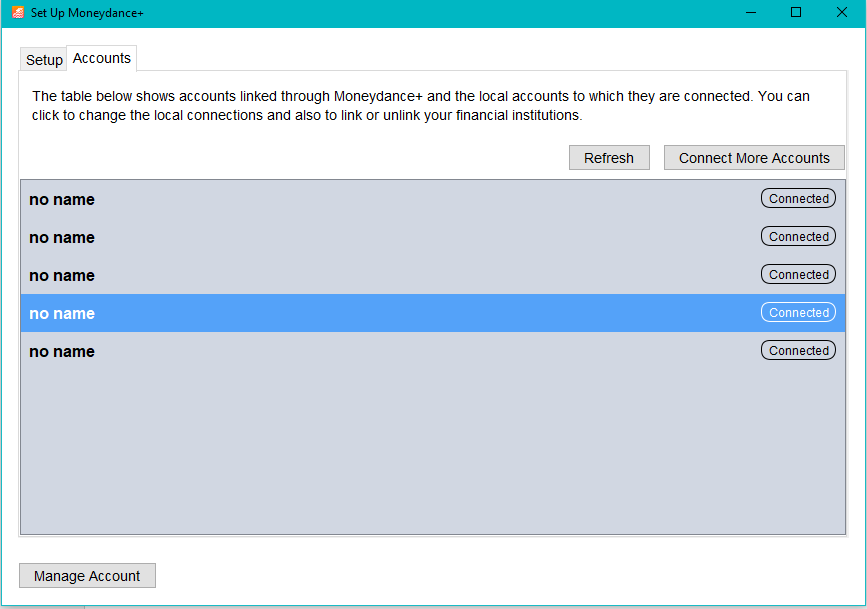 Set Up Moneydance+
Setup Accounts
The table below shows accounts linked through Moneydance+ and the local accounts to which they are connected. You can
click to change the local connections and also to link or unlink your financial institutions.
Refresh Connect More Accounts
no name Connected
no name Connected
no name Connected
no name Connected
no name Connected
Manage Account